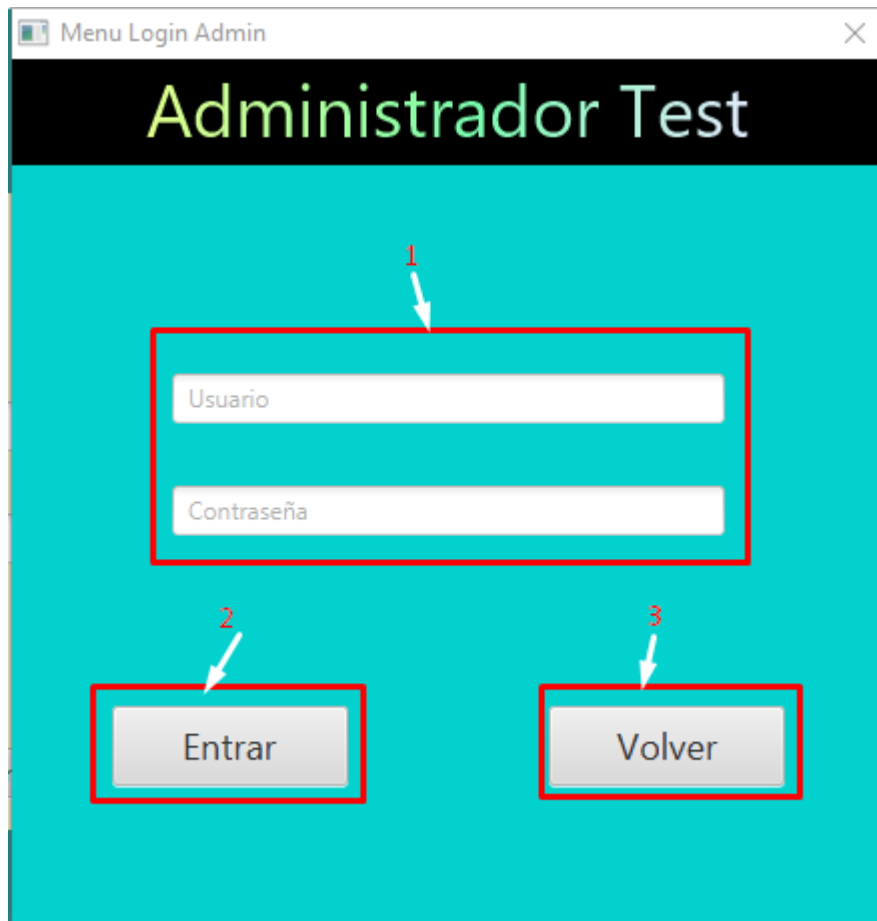 Menu Login Admin
Administrador Test
1
Usuario
Contraseña
2
3
Entrar
Volver